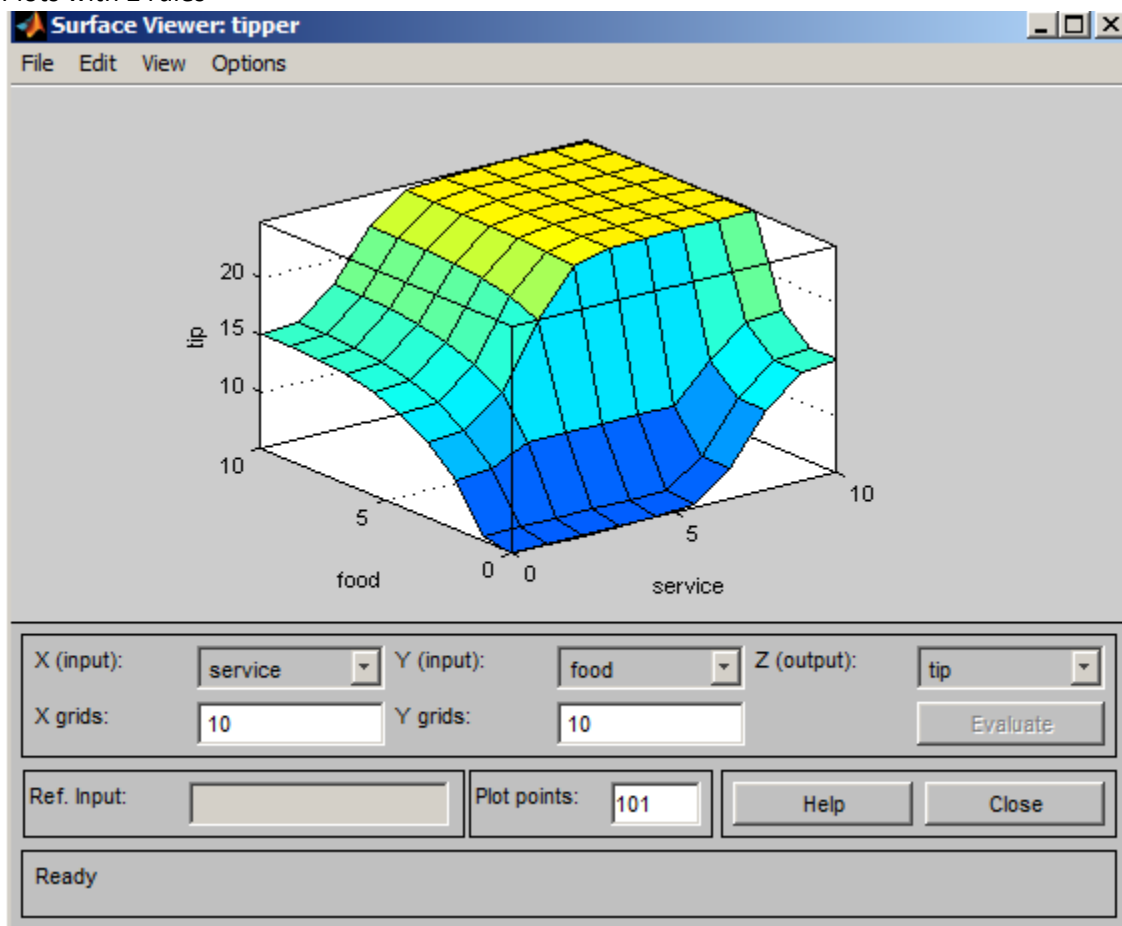 Surface Viewer: tipper
File Edit View Options
20
15
10
tip
10
5
0
food
0
5
10
service
X (input): service Y (input): food Z (output): tip
X grids: 10 Y grids: 10 Evaluate
Ref. Input: Plot points: 101 Help Close
Ready